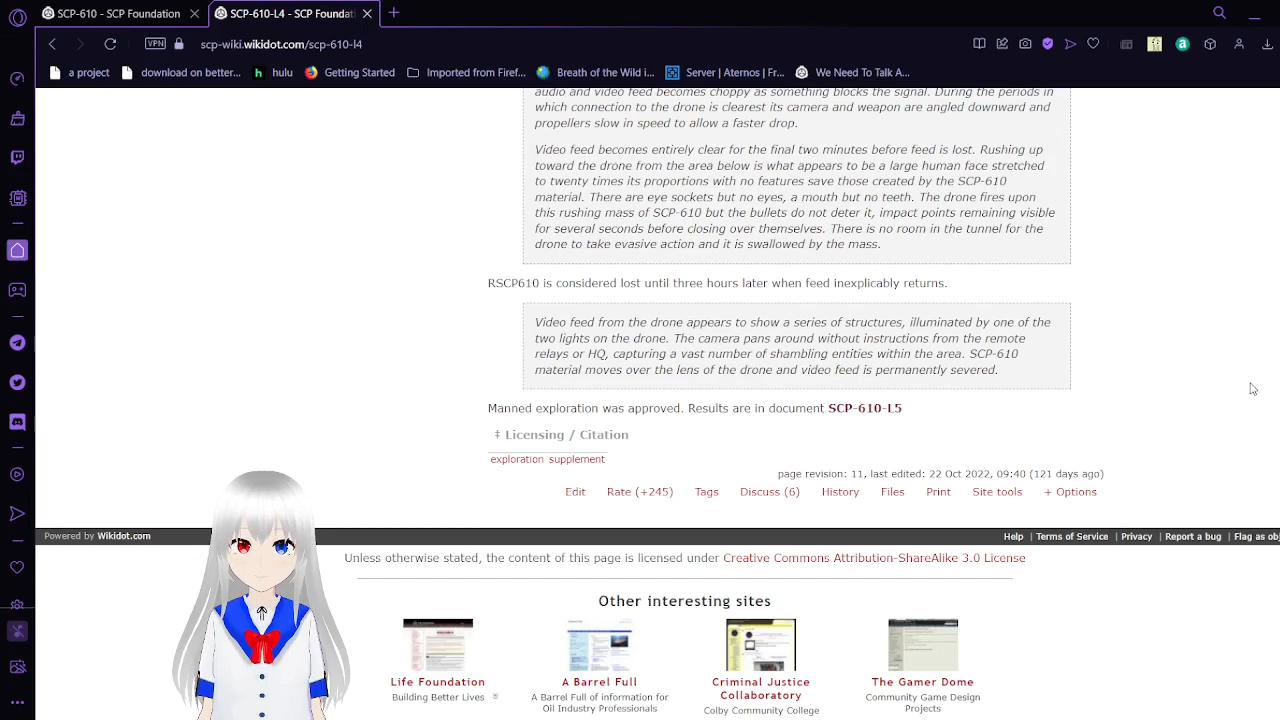 SCP-610 - SCP Foundation
SCP-610-L4 - SCP Foundati
VPN
scp-wiki.wikidot.com/scp-610-l4
a project
download on better...
hulu
Getting Started
Imported from Firef...
Breath of the Wild i...
Server | Aternos | Fr...
We Need To Talk A...
audio and video feed becomes choppy as something blocks the signal. During the periods in
which connection to the drone is clearest its camera and weapon are angled downward and
propellers slow in speed to allow a faster drop.
Video feed becomes entirely clear for the final two minutes before feed is lost. Rushing up
toward the drone from the area below is what appears to be a large human face stretched
to twenty times its proportions with no features save those created by the SCP-610
material. There are eye sockets but no eyes, a mouth but no teeth. The drone fires upon
this rushing mass of SCP-610 but the bullets do not deter it, impact points remaining visible
for several seconds before closing over themselves. There is no room in the tunnel for the
drone to take evasive action and it is swallowed by the mass.
RSCP610 is considered lost until three hours later when feed inexplicably returns.
Video feed from the drone appears to show a series of structures, illuminated by one of the
two lights on the drone. The camera pans around without instructions from the remote
relays or HQ, capturing a vast number of shambling entities within the area. SCP-610
material moves over the lens of the drone and video feed is permanently severed.
Manned exploration was approved. Results are in document SCP-610-L5
‡ Licensing / Citation
exploration supplement
page revision: 11, last edited: 22 Oct 2022, 09:40 (121 days ago)
Edit Rate (+245) Tags Discuss (6) History Files Print Site tools + Options
Powered by Wikidot.com
Help | Terms of Service | Privacy | Report a bug | Flag as obj
Unless otherwise stated, the content of this page is licensed under Creative Commons Attribution-ShareAlike 3.0 License
Other interesting sites
Life Foundation
Building Better Lives
A Barrel Full
A Barrel Full of information for
Oil Industry Professionals
Criminal Justice
Collaboratory
Colby Community College
The Gamer Dome
Community Game Design
Projects